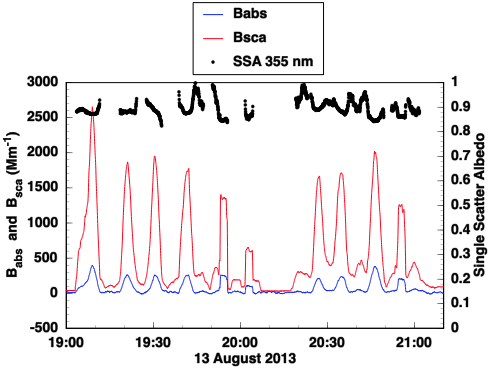 Babs
Bsca
SSA 355 nm
3000
2500
2000
1500
1000
500
0
-500
B_abs and B_sca (Mm^-1)
1
0.9
0.8
0.7
0.6
0.5
0.4
0.3
0.2
0.1
0
Single Scatter Albedo
19:00 19:30 20:00 20:30 21:00
13 August 2013